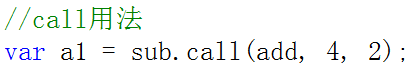 //call用法
var a1 = sub.call(add, 4, 2);